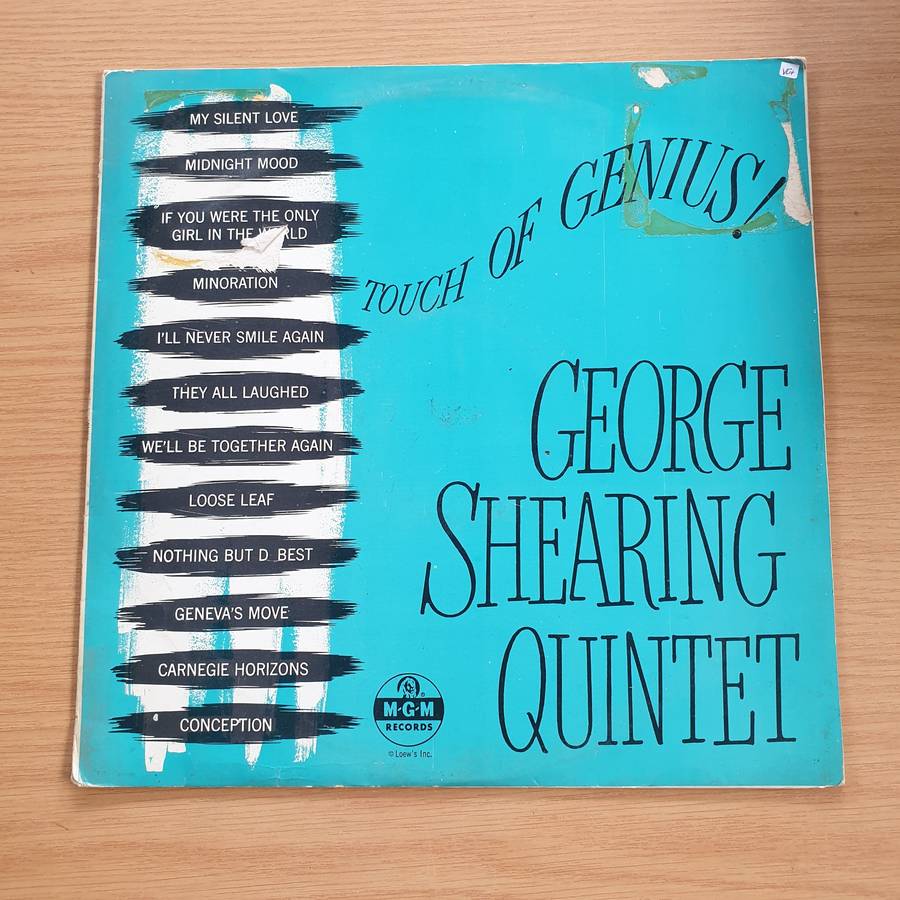 MY SILENT LOVE
MIDNIGHT MOOD
IF YOU WERE THE ONLY
GIRL IN THE W RLD
MINORATION
I'LL NEVER SMILE AGAIN
THEY ALL LAUGHED
WE'LL BE TOGETHER AGAIN
LOOSE LEAF
NOTHING BUT D. BEST
GENEVA'S MOVE
CARNEGIE HORIZONS
CONCEPTION
VG+
TOUCH OF GENIUS!
GEORGE
SHEARING
QUINTET
M-G-M
RECORDS
®
© Loew's Inc.